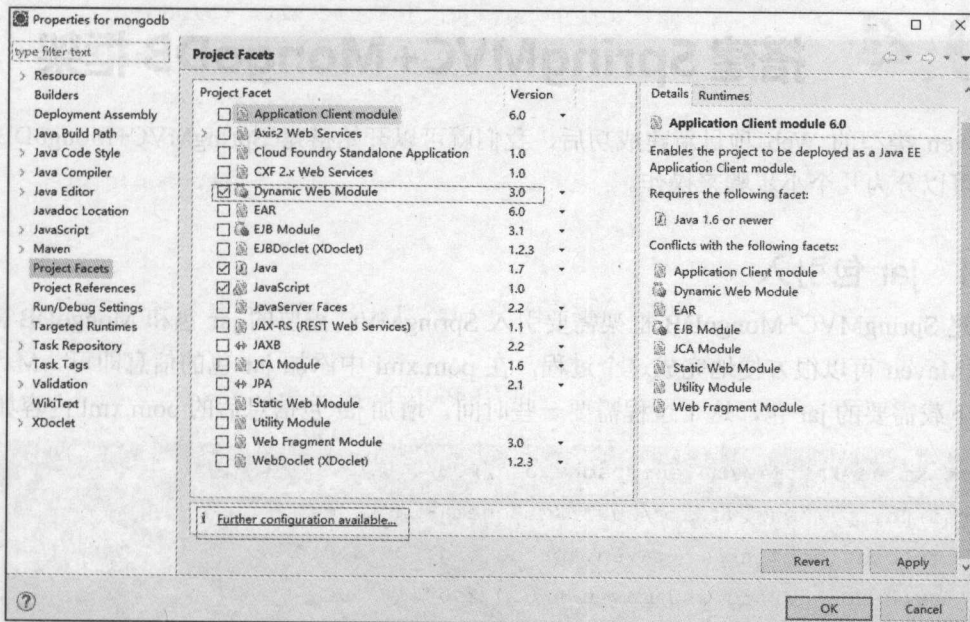 Properties for mongodb
type filter text
Resource
Builders
Deployment Assembly
Java Build Path
Java Code Style
Java Compiler
Java Editor
Javadoc Location
JavaScript
Maven
Project Facets
Project References
Run/Debug Settings
Targeted Runtimes
Task Repository
Task Tags
Validation
WikiText
XDoclet
Project Facets
Project Facet Version
Application Client module 6.0
Axis2 Web Services
Cloud Foundry Standalone Application 1.0
CXF 2.x Web Services 1.0
Dynamic Web Module 3.0
EAR 6.0
EJB Module 3.1
EJBDoclet (XDoclet) 1.2.3
Java 1.7
JavaScript 1.0
JavaServer Faces 2.2
JAX-RS (REST Web Services) 1.1
JAXB 2.2
JCA Module 1.6
JPA 2.1
Static Web Module
Utility Module
Web Fragment Module 3.0
WebDoclet (XDoclet) 1.2.3
Further configuration available...
Details Runtimes
Application Client module 6.0
Enables the project to be deployed as a Java EE
Application Client module.
Requires the following facet:
Java 1.6 or newer
Conflicts with the following facets:
Application Client module
Dynamic Web Module
EAR
EJB Module
JCA Module
Static Web Module
Utility Module
Web Fragment Module
Revert Apply
OK Cancel